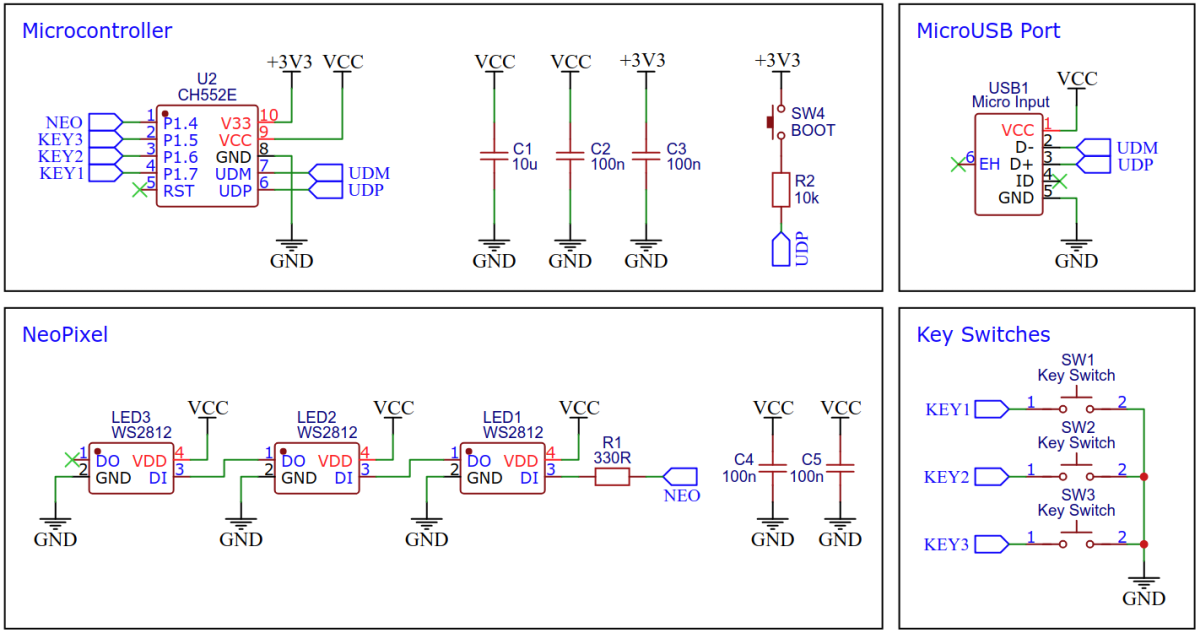 Microcontroller
+3V3 VCC
U2
CH552E
NEO 1 P1.4 V33 10
KEY3 2 P1.5 VCC 9
KEY2 3 P1.6 GND 8
KEY1 4 P1.7 UDM 7 UDM
5 RST UDP 6 UDP
GND
VCC VCC +3V3
C1 C2 C3
10u 100n 100n
GND GND GND
+3V3
SW4
BOOT
R2
10k
UDP
MicroUSB Port
VCC
USB1
Micro Input
VCC 1
D- 2 UDM
6 EH D+ 3 UDP
ID 4
GND 5
GND
NeoPixel
LED3 VCC LED2 VCC LED1 VCC
WS2812 WS2812 WS2812
1 DO VDD 4 1 DO VDD 4 1 DO VDD 4
2 GND DI 3 2 GND DI 3 2 GND DI 3
R1
330R
NEO
GND GND GND
VCC VCC
C4 C5
100n 100n
GND GND
Key Switches
SW1
Key Switch
KEY1 1 2
SW2
Key Switch
KEY2 1 2
SW3
Key Switch
KEY3 1 2
GND